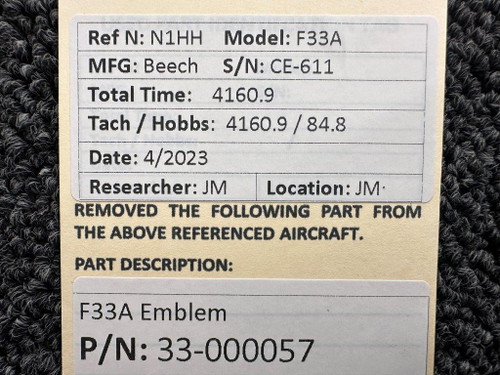 Ref N: N1HH Model: F33A
MFG: Beech S/N: CE-611
Total Time: 4160.9
Tach / Hobbs: 4160.9 / 84.8
Date: 4/2023
Researcher: JM Location: JM
REMOVED THE FOLLOWING PART FROM
THE ABOVE REFERENCED AIRCRAFT.
PART DESCRIPTION:
F33A Emblem
P/N: 33-000057